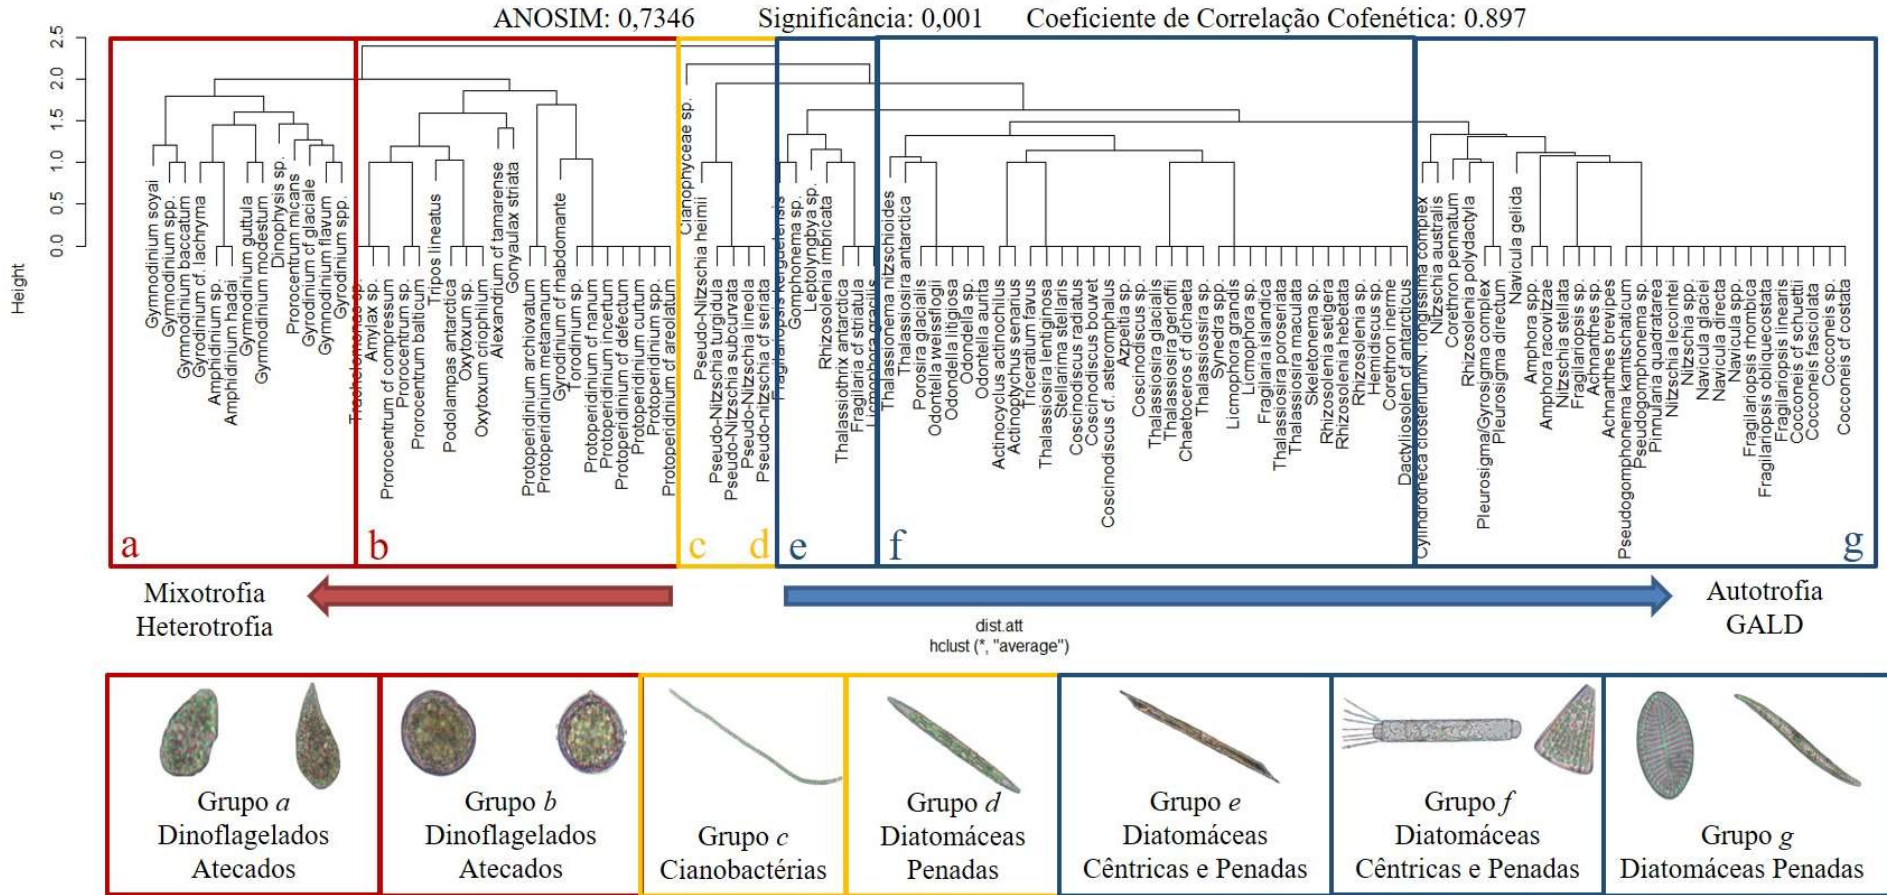 ANOSIM: 0,7346 Significância: 0,001 Coeficiente de Correlação Cofenética: 0.897
Height
2.5
2.0
1.5
1.0
0.5
0.0
Gymnodinium soyai
Gymnodinium spp.
Gymnodinium baccatum
Gyrodinium cf. lachryma
Amphidinium sp.
Amphidinium hadai
Gymnodinium guttula
Gymnodinium modestum
Dinophysis sp.
Prorocentrum micans
Gyrodinium cf glaciale
Gymnodinium flavum
Gyrodinium spp.
Trachelomonas sp.
Amylax sp.
Prorocentrum cf compressum
Prorocentrum sp.
Prorocentrum balticum
Tripos lineatus
Podolampas antarctica
Oxytoxum sp.
Oxytoxum criophilum
Alexandrium cf tamarense
Gonyaulax striata
Protoperidinium archiovatum
Protoperidinium metananum
Gyrodinium cf rhabdomante
Torodinium sp.
Protoperidinium cf nanum
Protoperidinium incertum
Protoperidinium cf defectum
Protoperidinium curtum
Protoperidinium spp.
Protoperidinium cf areolatum
Cianophyceae sp.
Pseudo-Nitzschia heimii
Pseudo-Nitzschia turgidula
Pseudo-Nitzschia subcurvata
Pseudo-Nitzschia lineola
Pseudo-nitzschia cf seriata
Fragilariopsis kerguelensis
Gomphonema sp.
Leptolyngbya sp.
Rhizosolenia imbricata
Thalassiothrix antarctica
Fragilaria cf striatula
Licmophora gracilis
Thalassionema nitzschioides
Thalassiosira antarctica
Porosira glacialis
Odontella weissflogii
Odondella litigiosa
Odondella sp.
Odontella aurita
Actinocyclus actinochilus
Actinoptychus senarius
Triceratium favus
Thalassiosira lentiginosa
Stellarima stellaris
Coscinodiscus radiatus
Coscinodiscus bouvet
Coscinodiscus cf. asteromphalus
Azpeitia sp.
Coscinodiscus sp.
Thalassiosira glacialis
Thalassiosira gerloffii
Chaetoceros cf dichaeta
Thalassiosira sp.
Synedra spp.
Licmophora grandis
Licmophora sp.
Fragilaria islandica
Thalassiosira poroseriata
Thalassiosira maculata
Skeletonema sp.
Rhizosolenia setigera
Rhizosolenia hebetata
Rhizosolenia sp.
Hemidiscus sp.
Corethron inerme
Dactyliosolen cf antarcticus
Cylindrotheca closterium/N. longissima complex
Nitzschia australis
Corethron pennatum
Rhizosolenia polydactyla
Pleurosigma/Gyrosigma complex
Pleurosigma directum
Navicula gelida
Amphora spp.
Amphora racovitzae
Nitzschia stellata
Fragilariopsis sp.
Achnanthes sp.
Achnanthes brevipes
Pseudogomphonema kamtschaticum
Pseudogomphonema sp.
Pinnularia quadratarea
Nitzschia lecointei
Nitzschia spp.
Navicula glaciei
Navicula directa
Navicula spp.
Fragilariopsis rhombica
Fragilariopsis obliquecostata
Fragilariopsis linearis
Cocconeis cf schuettii
Cocconeis fasciolata
Cocconeis sp.
Cocconeis cf costata
a b c d e f g
Mixotrofia
Heterotrofia
Autotrofia
GALD
dist.att
hclust (*, "average")
Grupo a
Dinoflagelados
Atecados
Grupo b
Dinoflagelados
Atecados
Grupo c
Cianobactérias
Grupo d
Diatomáceas
Penadas
Grupo e
Diatomáceas
Cêntricas e Penadas
Grupo f
Diatomáceas
Cêntricas e Penadas
Grupo g
Diatomáceas Penadas